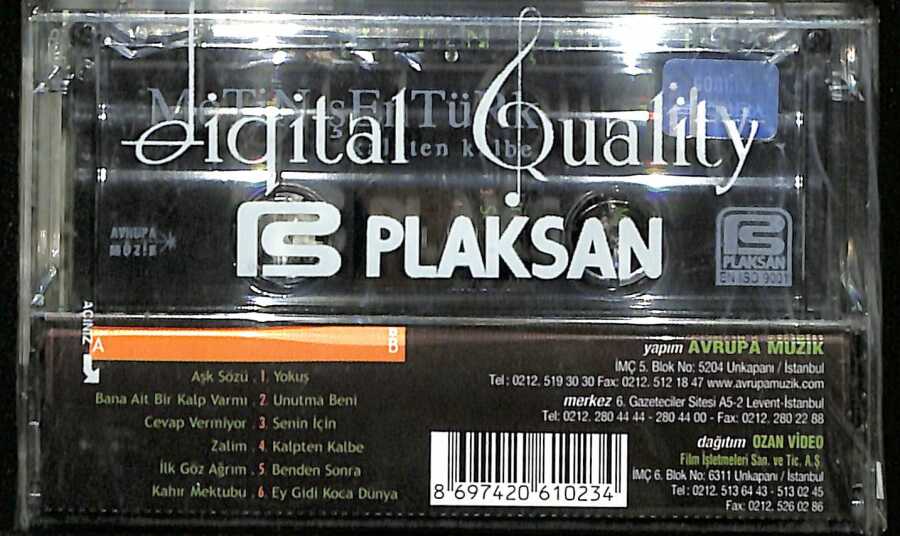 METİN ŞENTÜRK
kalpten kalbe
Digital Quality
PLAKSAN
AVRUPA
MÜZİK
PLAKSAN
EN ISO 9001
AÇINIZ
A
B
Aşk Sözü 1. Yokuş
Bana Ait Bir Kalp Varmı 2. Unutma Beni
Cevap Vermiyor 3. Senin İçin
Zalim 4. Kalpten Kalbe
İlk Göz Ağrım 5. Benden Sonra
Kahır Mektubu 6. Ey Gidi Koca Dünya
yapım AVRUPA MÜZİK
İMÇ 5. Blok No: 5204 Unkapanı / İstanbul
Tel: 0212. 519 30 30 Fax: 0212. 512 18 47 www.avrupamuzik.com
merkez 6. Gazeteciler Sitesi A5-2 Levent-İstanbul
Tel: 0212. 280 44 44 - 280 44 00 - Fax: 0212. 280 22 88
dağıtım OZAN VİDEO
Film İşletmeleri San. ve Tic. A.Ş.
İMÇ 6. Blok No: 6311 Unkapanı / İstanbul
Tel: 0212. 513 64 43 - 513 02 45
Fax: 0212. 526 02 86
8 697420 610234